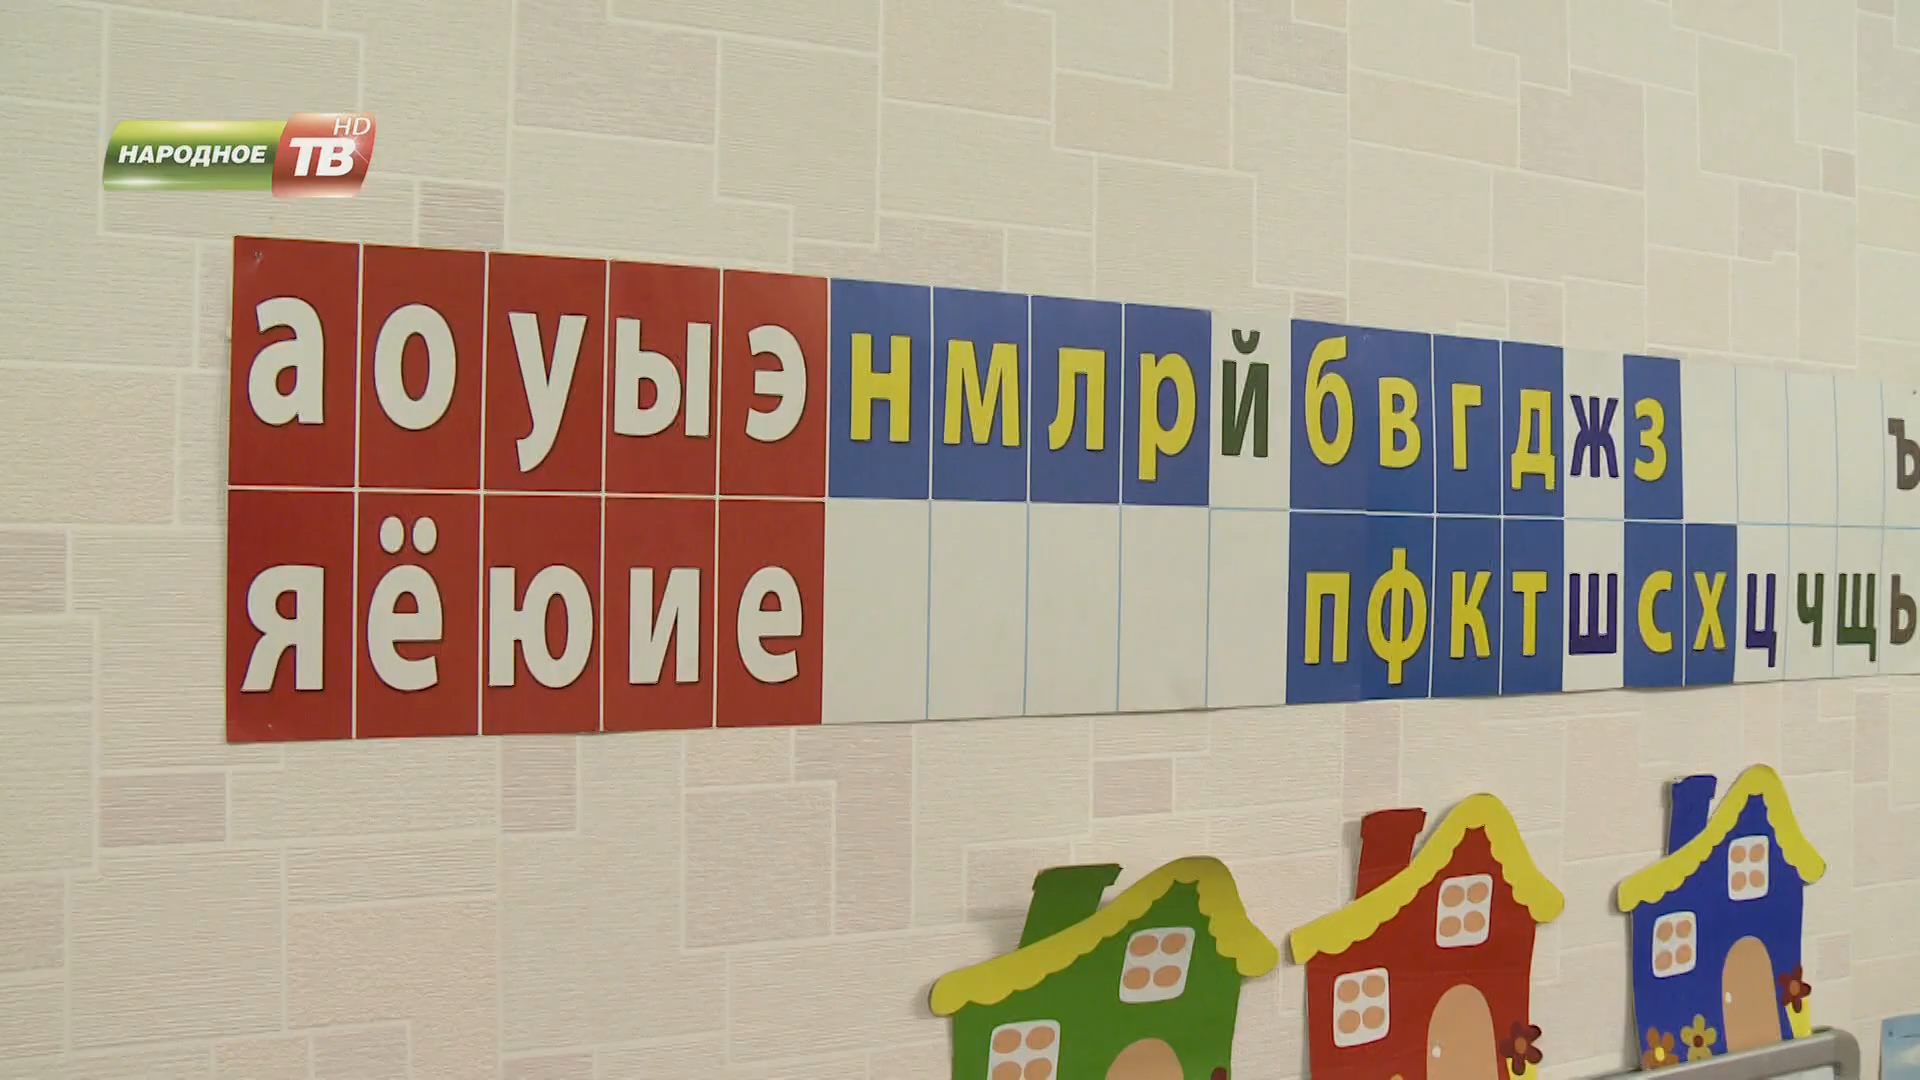 НАРОДНОЕ ТВ HD
а о у ы э н м л р й б в г д ж з ъ
я ё ю и е п ф к т ш с х ц ч щ ь